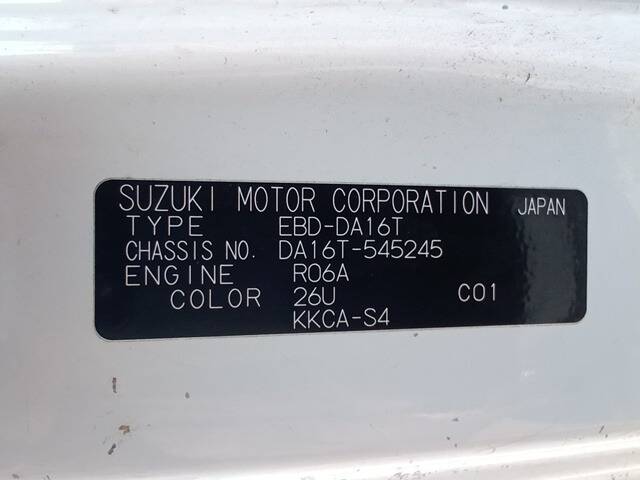 SUZUKI MOTOR CORPORATION JAPAN
TYPE EBD-DA16T
CHASSIS NO. DA16T-545245
ENGINE R06A
COLOR 26U C01
KKCA-S4